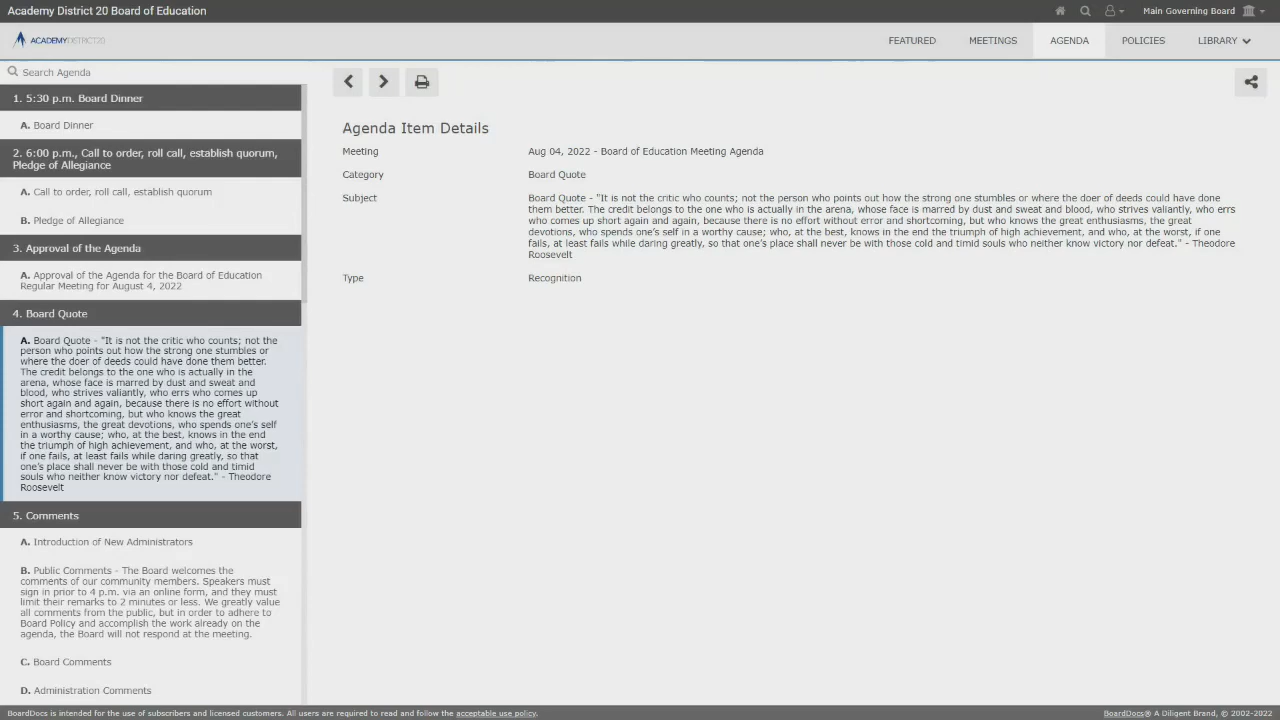 Academy District 20 Board of Education
Main Governing Board
ACADEMYDISTRICT20
FEATURED
MEETINGS
AGENDA
POLICIES
LIBRARY
Search Agenda
1. 5:30 p.m. Board Dinner
A. Board Dinner
2. 6:00 p.m., Call to order, roll call, establish quorum,
Pledge of Allegiance
A. Call to order, roll call, establish quorum
B. Pledge of Allegiance
3. Approval of the Agenda
A. Approval of the Agenda for the Board of Education
Regular Meeting for August 4, 2022
4. Board Quote
A. Board Quote - "It is not the critic who counts; not the
person who points out how the strong one stumbles or
where the doer of deeds could have done them better.
The credit belongs to the one who is actually in the
arena, whose face is marred by dust and sweat and
blood, who strives valiantly, who errs who comes up
short again and again, because there is no effort without
error and shortcoming, but who knows the great
enthusiasms, the great devotions, who spends one's self
in a worthy cause; who, at the best, knows in the end
the triumph of high achievement, and who, at the worst,
if one fails, at least fails while daring greatly, so that
one's place shall never be with those cold and timid
souls who neither know victory nor defeat." - Theodore
Roosevelt
5. Comments
A. Introduction of New Administrators
B. Public Comments - The Board welcomes the
comments of our community members. Speakers must
sign in prior to 4 p.m. via an online form, and they must
limit their remarks to 2 minutes or less. We greatly value
all comments from the public, but in order to adhere to
Board Policy and accomplish the work already on the
agenda, the Board will not respond at the meeting.
C. Board Comments
D. Administration Comments
Agenda Item Details
Meeting
Aug 04, 2022 - Board of Education Meeting Agenda
Category
Board Quote
Subject
Board Quote - "It is not the critic who counts; not the person who points out how the strong one stumbles or where the doer of deeds could have done
them better. The credit belongs to the one who is actually in the arena, whose face is marred by dust and sweat and blood, who strives valiantly, who errs
who comes up short again and again, because there is no effort without error and shortcoming, but who knows the great enthusiasms, the great
devotions, who spends one's self in a worthy cause; who, at the best, knows in the end the triumph of high achievement, and who, at the worst, if one
fails, at least fails while daring greatly, so that one's place shall never be with those cold and timid souls who neither know victory nor defeat." - Theodore
Roosevelt
Type
Recognition
BoardDocs is intended for the use of subscribers and licensed customers. All users are required to read and follow the acceptable use policy.
BoardDocs® A Diligent Brand, © 2002-2022